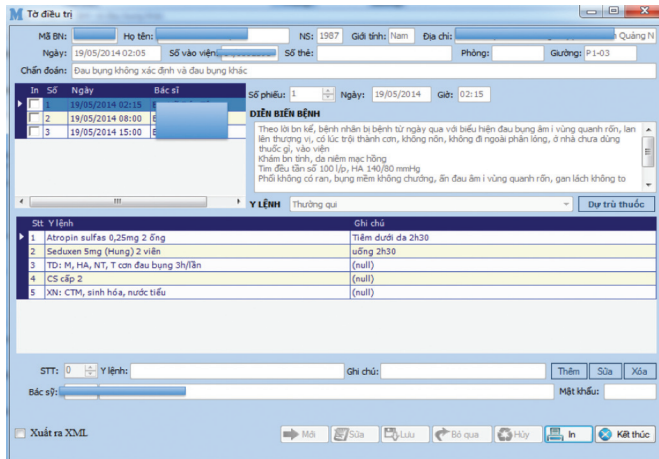 Tờ điều trị
Mã BN: Họ tên: NS: 1987 Giới tính: Nam Địa chỉ: Quảng N
Ngày: 19/05/2014 02:05 Số vào viện: Số thẻ: Phòng: Giường: P1-03
Chẩn đoán: Đau bụng không xác định và đau bụng khác
In Số Ngày Bác sĩ
1 19/05/2014 02:15
2 19/05/2014 08:00
3 19/05/2014 15:00
Số phiếu: 1 Ngày: 19/05/2014 Giờ: 02:15
DIỄN BIẾN BỆNH
Theo lời bn kể, bệnh nhân bị bệnh từ ngày qua với biểu hiện đau bụng âm i vùng quanh rốn, lan
lên thượng vị, có lúc trội thành cơn, không nôn, không đi ngoài phân lỏng, ở nhà chưa dùng
thuốc gì, vào viện
Khám bn tỉnh, da niêm mạc hồng
Tim đều tần số 100 l/p, HA 140/80 mmHg
Phổi không có ran, bụng mềm không chướng, ấn đau âm i vùng quanh rốn, gan lách không to
Y LỆNH Thường qui Dự trù thuốc
Stt Y lệnh Ghi chú
1 Atropin sulfas 0,25mg 2 ống Tiêm dưới da 2h30
2 Seduxen 5mg (Hung) 2 viên uống 2h30
3 TD: M, HA, NT, T cơn đau bụng 3h/lần (null)
4 CS cấp 2 (null)
5 XN: CTM, sinh hóa, nước tiểu (null)
STT: 0 Y lệnh: Ghi chú: Thêm Sửa Xóa
Bác sỹ: Mật khẩu:
Xuất ra XML Mới Sửa Lưu Bỏ qua Hủy In Kết thúc